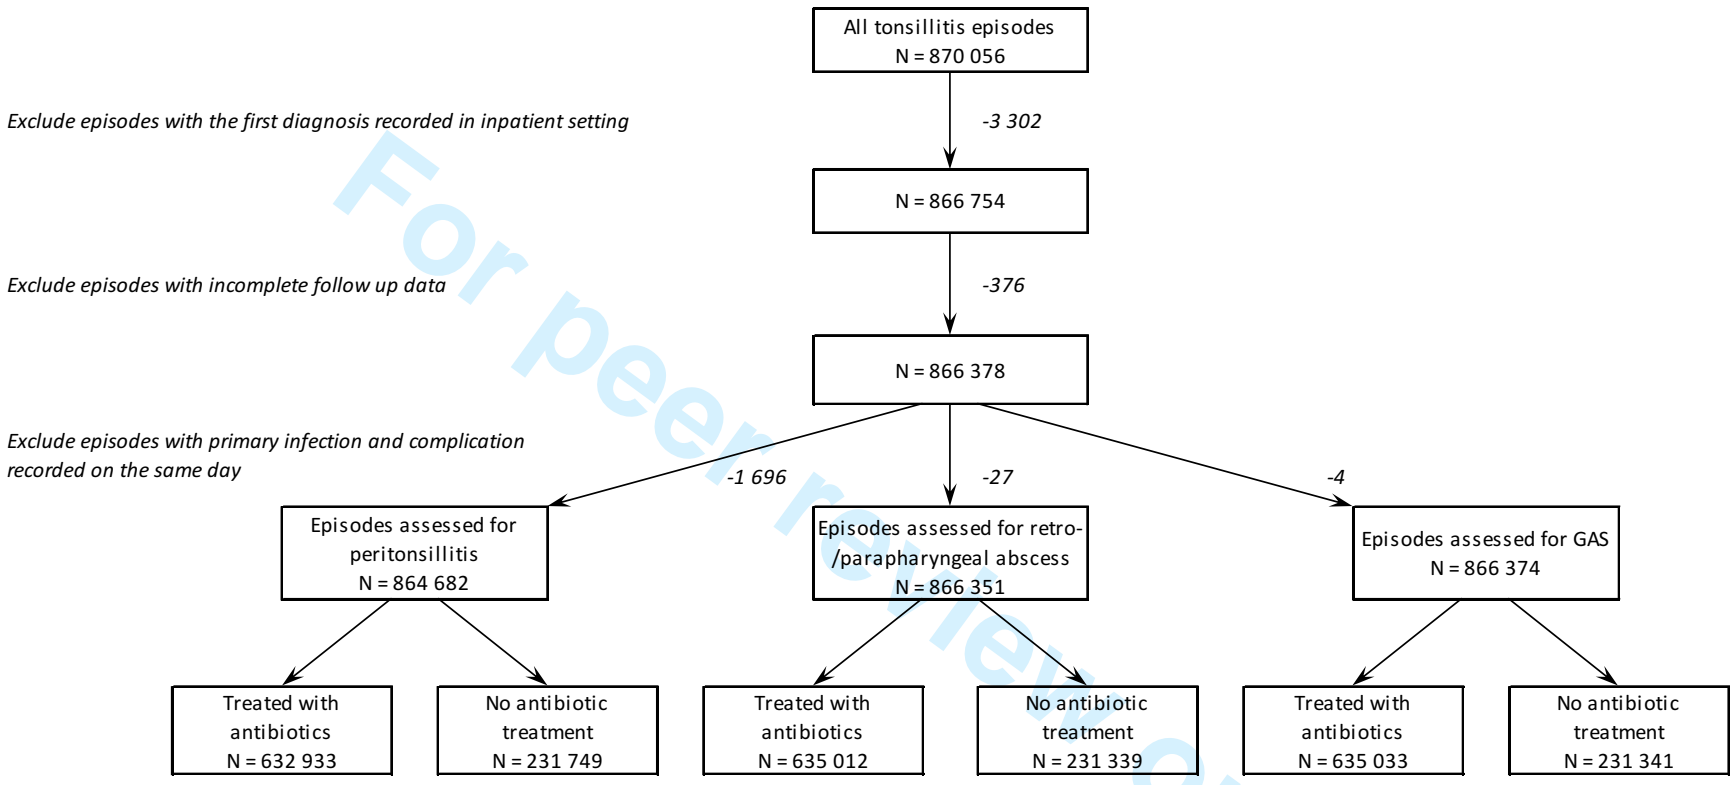 All tonsillitis episodes
N = 870 056
Exclude episodes with the first diagnosis recorded in inpatient setting
-3 302
N = 866 754
Exclude episodes with incomplete follow up data
-376
N = 866 378
Exclude episodes with primary infection and complication
recorded on the same day
-1 696
-27
-4
Episodes assessed for
peritonsillitis
N = 864 682
Episodes assessed for retro-
/parapharyngeal abscess
N = 866 351
Episodes assessed for GAS
N = 866 374
Treated with
antibiotics
N = 632 933
No antibiotic
treatment
N = 231 749
Treated with
antibiotics
N = 635 012
No antibiotic
treatment
N = 231 339
Treated with
antibiotics
N = 635 033
No antibiotic
treatment
N = 231 341
For peer review